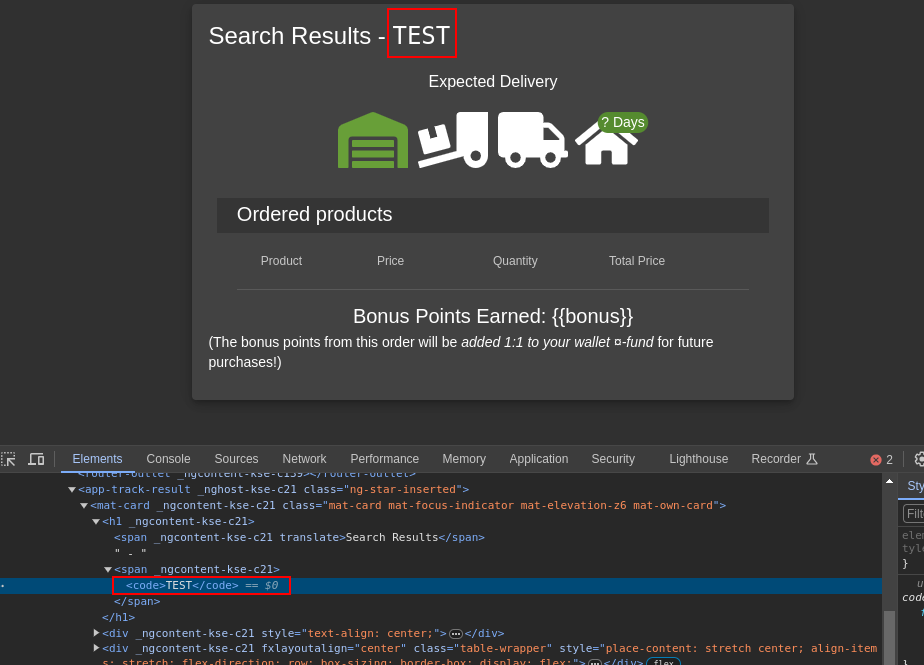 Search Results - TEST
Expected Delivery
? Days
Ordered products
Product Price Quantity Total Price
Bonus Points Earned: {{bonus}}
(The bonus points from this order will be added 1:1 to your wallet ¤-fund for future
purchases!)
Elements Console Sources Network Performance Memory Application Security Lighthouse Recorder 2
<router-outlet _ngcontent-kse-c159></router-outlet>
<app-track-result _nghost-kse-c21 class="ng-star-inserted">
<mat-card _ngcontent-kse-c21 class="mat-card mat-focus-indicator mat-elevation-z6 mat-own-card">
<h1 _ngcontent-kse-c21>
<span _ngcontent-kse-c21 translate>Search Results</span>
" - "
<span _ngcontent-kse-c21>
<code>TEST</code> == $0
</span>
</h1>
<div _ngcontent-kse-c21 style="text-align: center;">…</div>
<div _ngcontent-kse-c21 fxlayoutalign="center" class="table-wrapper" style="place-content: stretch center; align-item
s: stretch; flex-direction: row; box-sizing: border-box; display: flex;">…</div> flex
Sty
Filt
elem
tyle
}
u
code
f
}